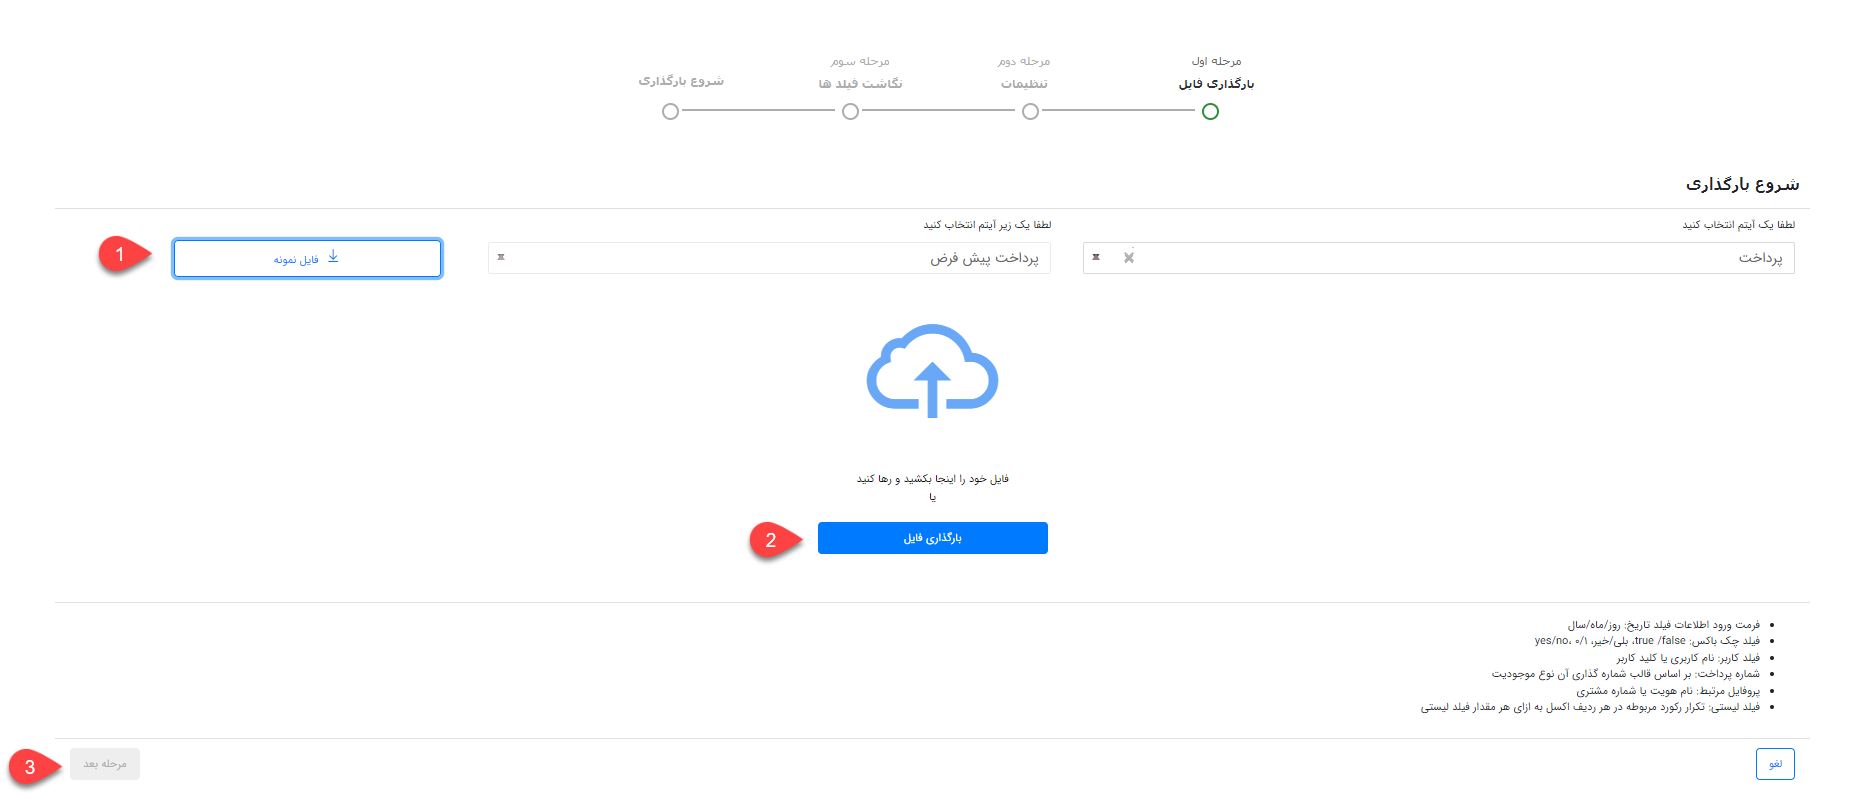 مرحله اول
بارگذاری فایل
مرحله دوم
تنظیمات
مرحله سوم
نگاشت فیلد ها
شروع بارگذاری
شروع بارگذاری
لطفا یک آیتم انتخاب کنید
پرداخت
لطفا یک زیر آیتم انتخاب کنید
پرداخت پیش فرض
فایل نمونه
1
فایل خود را اینجا بکشید و رها کنید
یا
بارگذاری فایل
2
فرمت ورود اطلاعات فیلد تاریخ: روز/ماه/سال
فیلد چک باکس: true /false، بلی/خیر، ۰/۱ ،yes/no
فیلد کاربر: نام کاربری یا کلید کاربر
شماره پرداخت: بر اساس قالب شماره گذاری آن نوع موجودیت
پروفایل مرتبط: نام هویت یا شماره مشتری
فیلد لیستی: تکرار رکورد مربوطه در هر ردیف اکسل به ازای هر مقدار فیلد لیستی
لغو
مرحله بعد
3